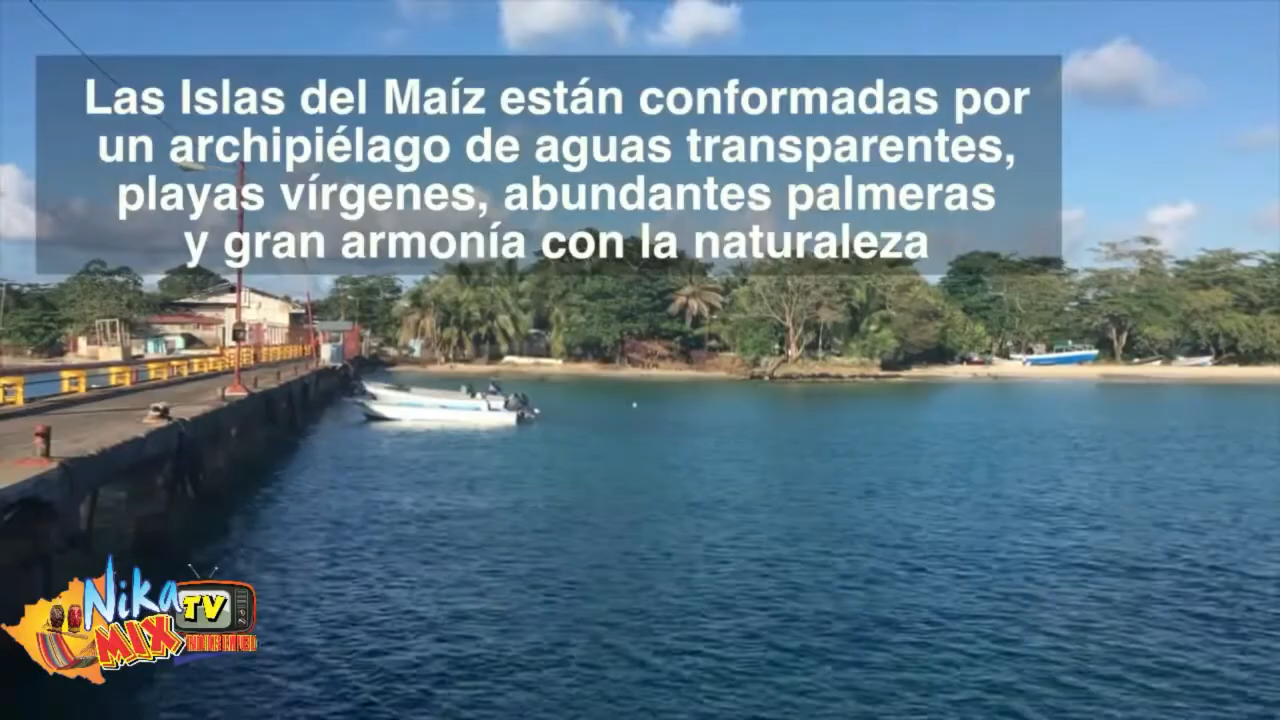 Las Islas del Maíz están conformadas por
un archipiélago de aguas transparentes,
playas vírgenes, abundantes palmeras
y gran armonía con la naturaleza
Nika
MIX
TV